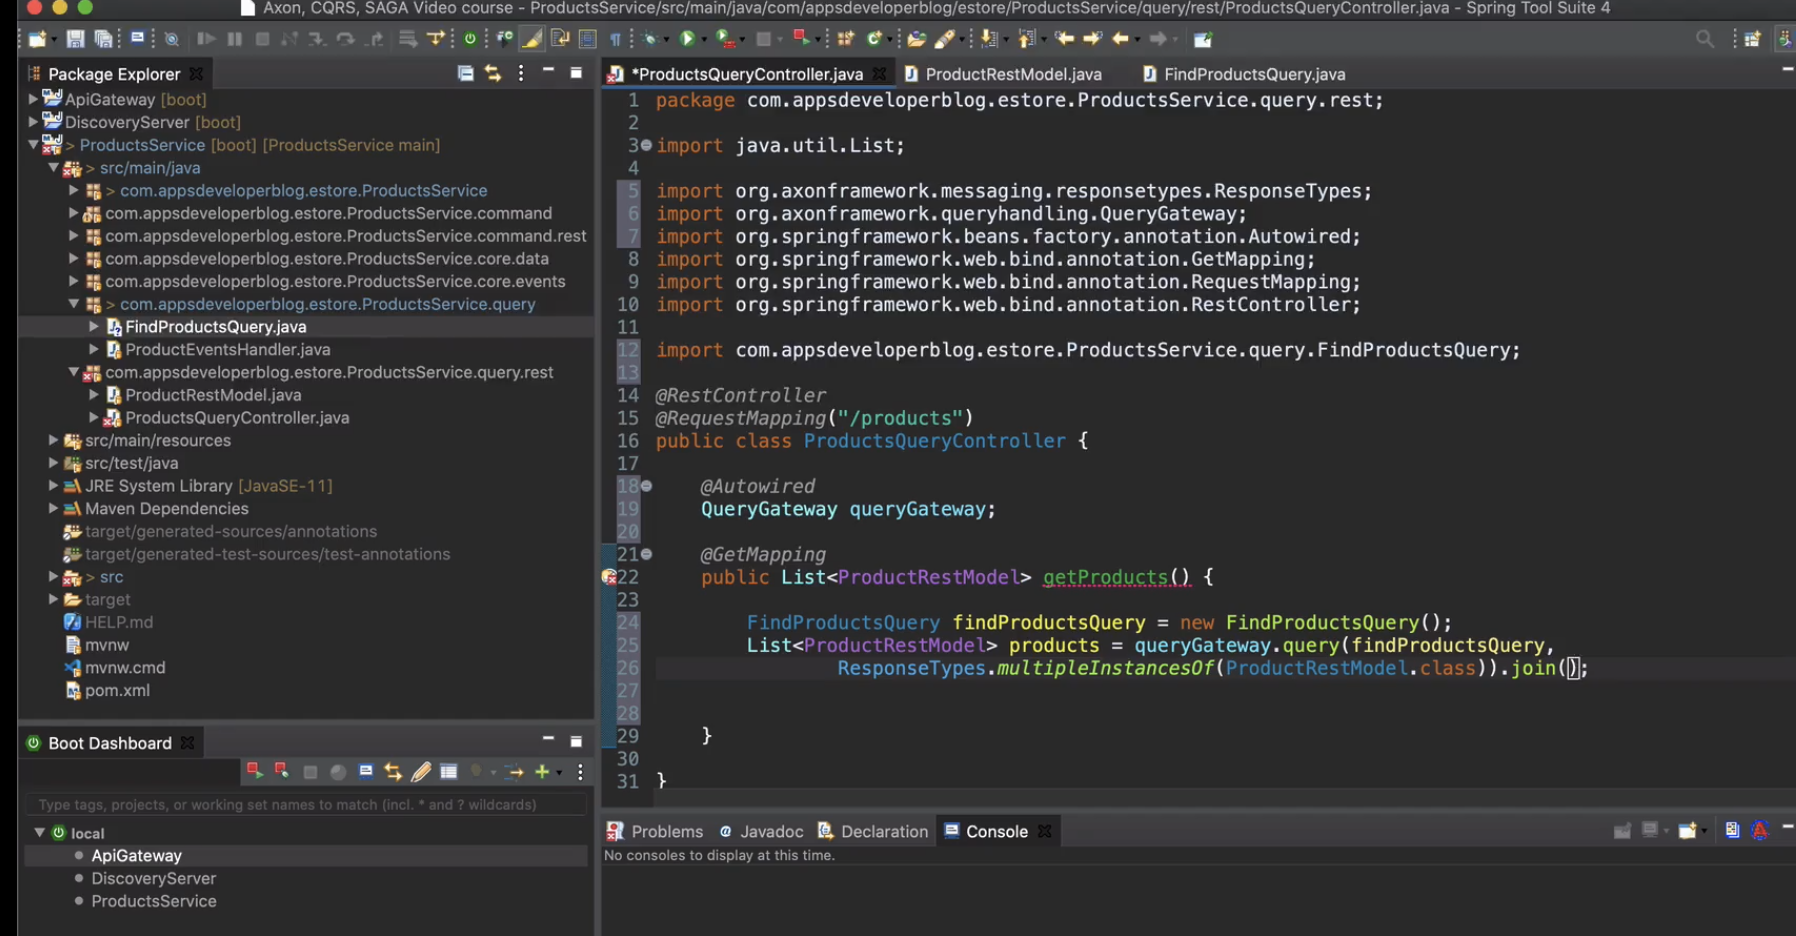 Axon, CQRS, SAGA Video course - ProductsService/src/main/java/com/appsdeveloperblog/estore/ProductsService/query/rest/ProductsQueryController.java - Spring Tool Suite 4
Package Explorer
ApiGateway [boot]
DiscoveryServer [boot]
> ProductsService [boot] [ProductsService main]
> src/main/java
> com.appsdeveloperblog.estore.ProductsService
com.appsdeveloperblog.estore.ProductsService.command
com.appsdeveloperblog.estore.ProductsService.command.rest
com.appsdeveloperblog.estore.ProductsService.core.data
com.appsdeveloperblog.estore.ProductsService.core.events
> com.appsdeveloperblog.estore.ProductsService.query
FindProductsQuery.java
ProductEventsHandler.java
com.appsdeveloperblog.estore.ProductsService.query.rest
ProductRestModel.java
ProductsQueryController.java
src/main/resources
src/test/java
JRE System Library [JavaSE-11]
Maven Dependencies
target/generated-sources/annotations
target/generated-test-sources/test-annotations
> src
target
HELP.md
mvnw
mvnw.cmd
pom.xml
Boot Dashboard
Type tags, projects, or working set names to match (incl. * and ? wildcards)
local
ApiGateway
DiscoveryServer
ProductsService
*ProductsQueryController.java ProductRestModel.java FindProductsQuery.java
1 package com.appsdeveloperblog.estore.ProductsService.query.rest;
2
3 import java.util.List;
4
5 import org.axonframework.messaging.responsetypes.ResponseTypes;
6 import org.axonframework.queryhandling.QueryGateway;
7 import org.springframework.beans.factory.annotation.Autowired;
8 import org.springframework.web.bind.annotation.GetMapping;
9 import org.springframework.web.bind.annotation.RequestMapping;
10 import org.springframework.web.bind.annotation.RestController;
11
12 import com.appsdeveloperblog.estore.ProductsService.query.FindProductsQuery;
13
14 @RestController
15 @RequestMapping("/products")
16 public class ProductsQueryController {
17
18 @Autowired
19 QueryGateway queryGateway;
20
21 @GetMapping
22 public List<ProductRestModel> getProducts() {
23
24 FindProductsQuery findProductsQuery = new FindProductsQuery();
25 List<ProductRestModel> products = queryGateway.query(findProductsQuery,
26 ResponseTypes.multipleInstancesOf(ProductRestModel.class)).join();
27
28
29 }
30
31 }
Problems Javadoc Declaration Console
No consoles to display at this time.